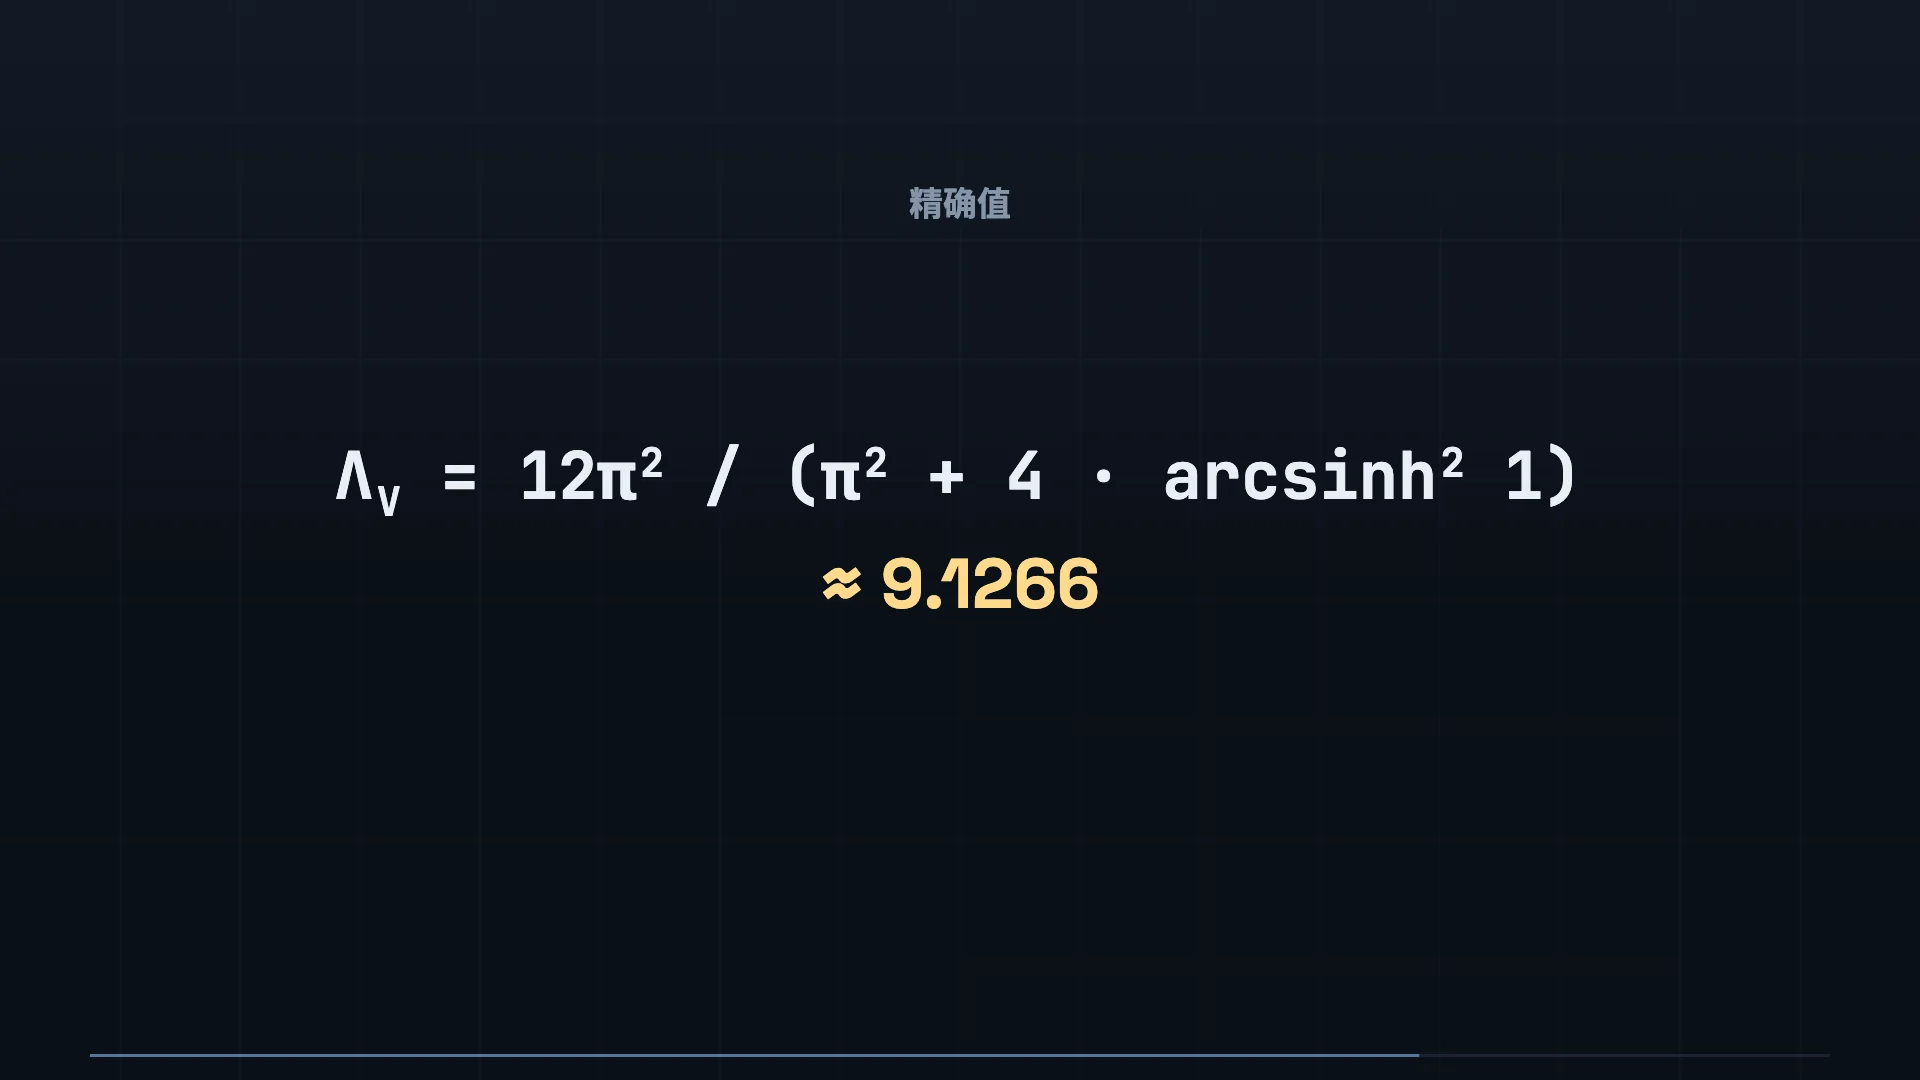 精确值
Λᵥ = 12π² / (π² + 4 · arcsinh² 1)
≈ 9.1266